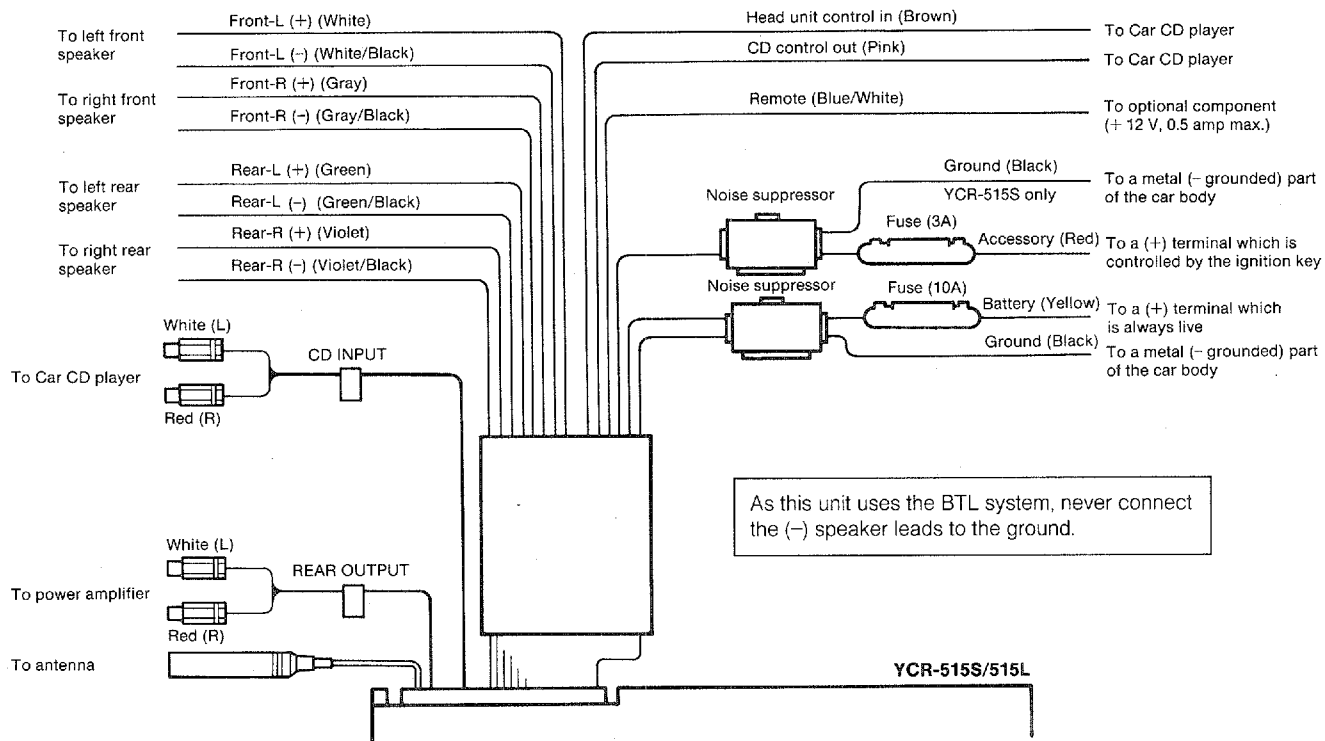 Front-L (+) (White)
To left front
speaker
Front-L (−) (White/Black)
Front-R (+) (Gray)
To right front
speaker
Front-R (−) (Gray/Black)
Rear-L (+) (Green)
To left rear
speaker
Rear-L (−) (Green/Black)
Rear-R (+) (Violet)
To right rear
speaker
Rear-R (−) (Violet/Black)
Head unit control in (Brown)
To Car CD player
CD control out (Pink)
To Car CD player
Remote (Blue/White)
To optional component
(+ 12 V, 0.5 amp max.)
Ground (Black)
YCR-515S only
To a metal (− grounded) part
of the car body
Noise suppressor
Fuse (3A)
Accessory (Red)
To a (+) terminal which is
controlled by the ignition key
Noise suppressor
Fuse (10A)
Battery (Yellow)
To a (+) terminal which
is always live
Ground (Black)
To a metal (− grounded) part
of the car body
White (L)
CD INPUT
To Car CD player
Red (R)
As this unit uses the BTL system, never connect
the (−) speaker leads to the ground.
White (L)
REAR OUTPUT
To power amplifier
Red (R)
To antenna
YCR-515S/515L